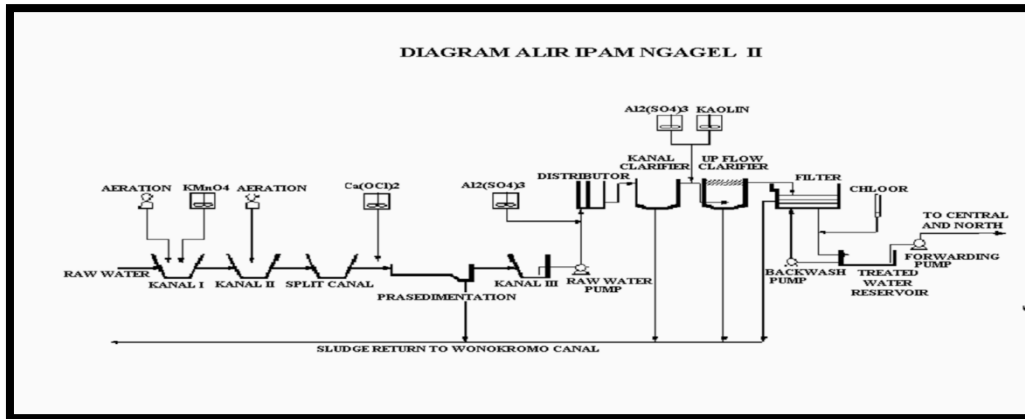 DIAGRAM ALIR IPAM NGAGEL II
Al2(SO4)3
KAOLIN
KANAL
CLARIFIER
UP FLOW
CLARIFIER
DISTRIBUTOR
FILTER
AERATION
KMnO4
AERATION
Ca(OCl)2
Al2(SO4)3
CHLOOR
TO CENTRAL
AND NORTH
RAW WATER
KANAL I
KANAL II
SPLIT CANAL
PRASEDIMENTATION
KANAL III
RAW WATER
PUMP
BACKWASH
PUMP
TREATED
WATER
RESERVOIR
FORWARDING
PUMP
SLUDGE RETURN TO WONOKROMO CANAL